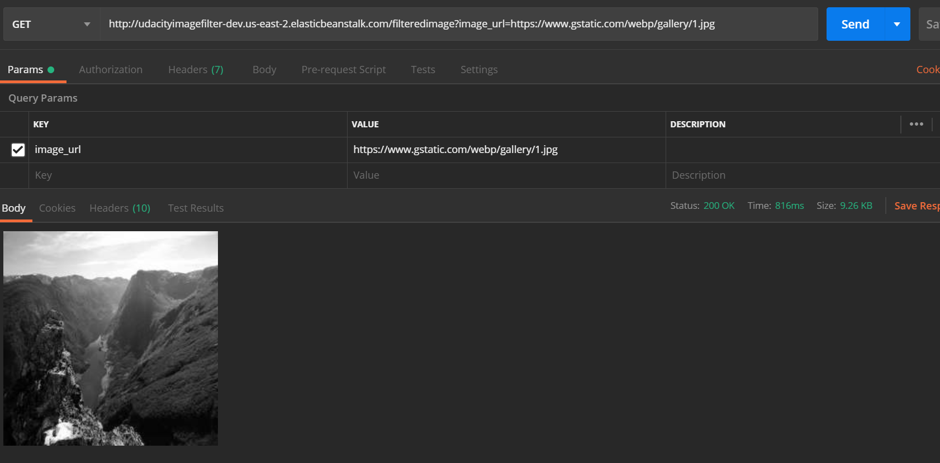 GET http://udacityimagefilter-dev.us-east-2.elasticbeanstalk.com/filteredimage?image_url=https://www.gstatic.com/webp/gallery/1.jpg Send Sa
Params Authorization Headers (7) Body Pre-request Script Tests Settings Cook
Query Params
KEY VALUE DESCRIPTION
image_url https://www.gstatic.com/webp/gallery/1.jpg
Key Value Description
Body Cookies Headers (10) Test Results Status: 200 OK Time: 816ms Size: 9.26 KB Save Resp